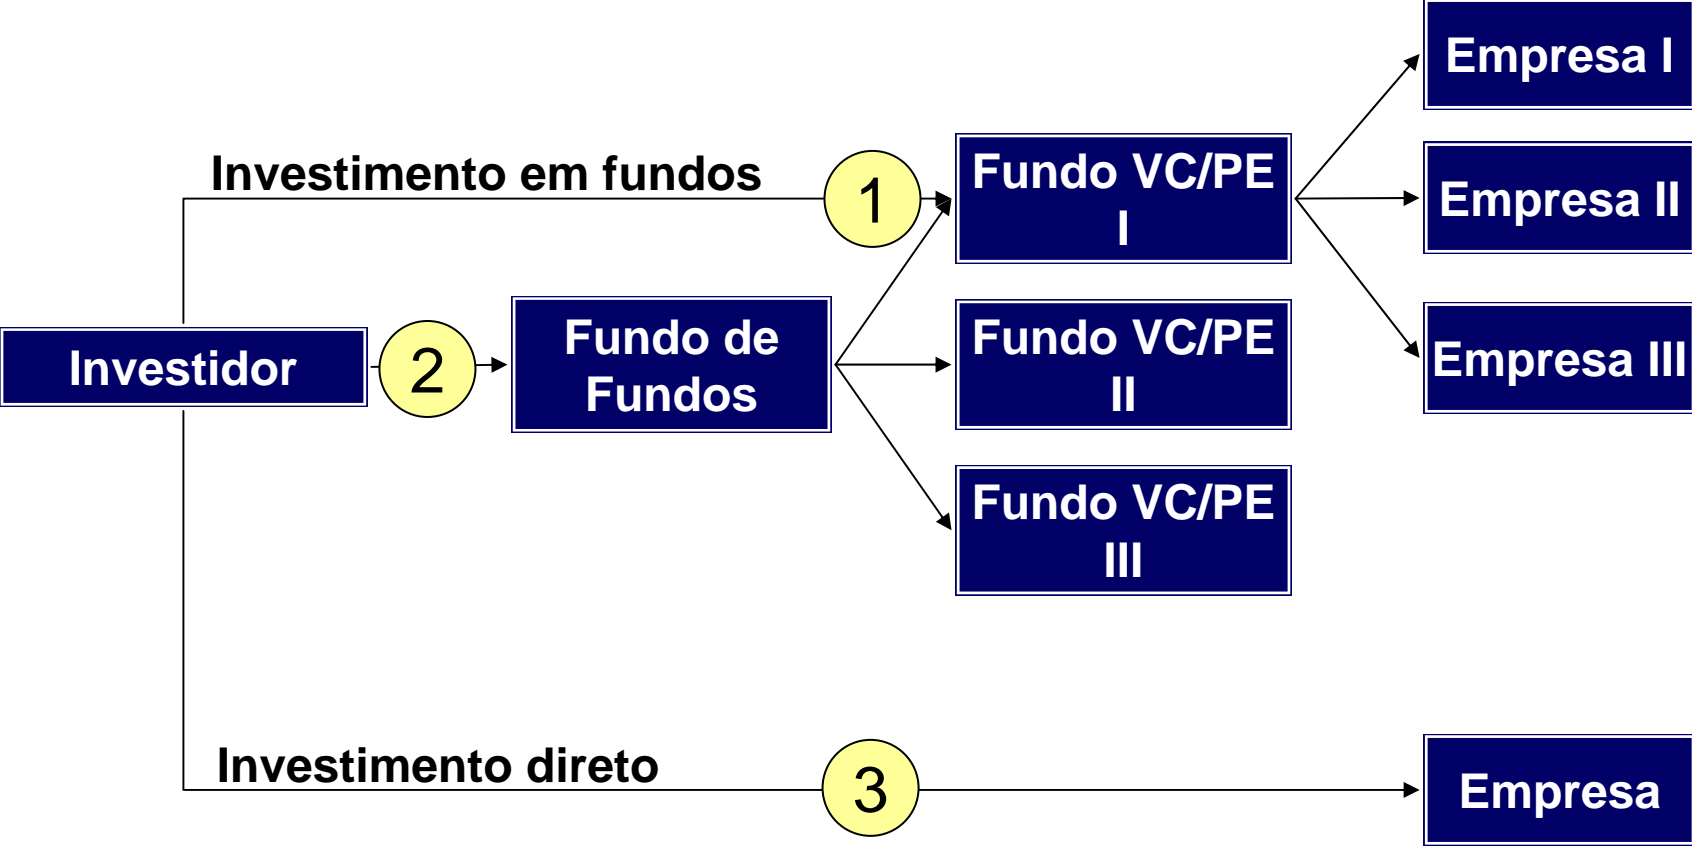 Empresa I
Investimento em fundos
1
Fundo VC/PE
I
Empresa II
Investidor
2
Fundo de
Fundos
Fundo VC/PE
II
Empresa III
Fundo VC/PE
III
Investimento direto
3
Empresa